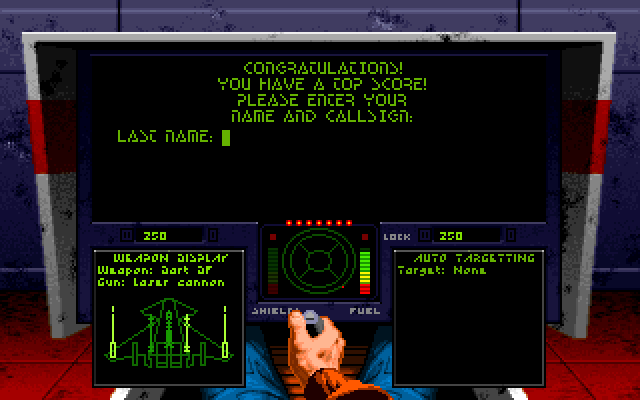 CONGRATULATIONS!
YOU HAVE A TOP SCORE!
PLEASE ENTER YOUR
NAME AND CALLSIGN:
LAST NAME:
250
LOCK
250
WEAPON DISPLAY
Weapon: Dart DF
Gun: Laser cannon
AUTO TARGETTING
Target: None
SHIELD
FUEL